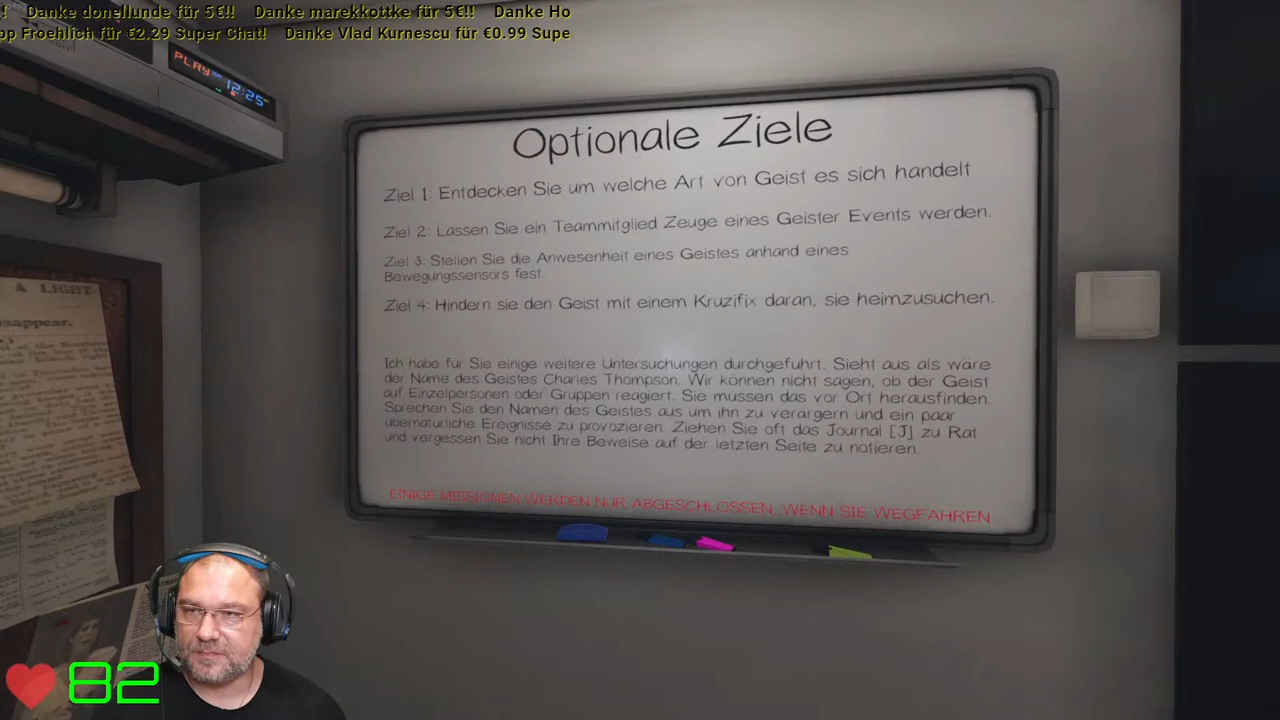 ! Danke donellunde für 5€!! Danke marekkottke für 5€!! Danke Ho
pp Froehlich für €2.29 Super Chat! Danke Vlad Kurnescu für €0.99 Supe
PLAY 12:25
Optionale Ziele
Ziel 1: Entdecken Sie um welche Art von Geist es sich handelt
Ziel 2: Lassen Sie ein Teammitglied Zeuge eines Geister Events werden.
Ziel 3: Stellen Sie die Anwesenheit eines Geistes anhand eines
Bewegungssensors fest.
Ziel 4: Hindern sie den Geist mit einem Kruzifix daran, sie heimzusuchen.
Ich habe für Sie einige weitere Untersuchungen durchgeführt. Sieht aus als wäre
der Name des Geistes Charles Thompson. Wir können nicht sagen, ob der Geist
auf Einzelpersonen oder Gruppen reagiert. Sie müssen das vor Ort herausfinden.
Sprechen Sie den Namen des Geistes aus um ihn zu verärgern und ein paar
übernatürliche Ereignisse zu provozieren. Ziehen Sie oft das Journal [J] zu Rat
und vergessen Sie nicht Ihre Beweise auf der letzten Seite zu notieren.
EINIGE MISSIONEN WERDEN NUR ABGESCHLOSSEN, WENN SIE WEGFAHREN
A LIGHT
82